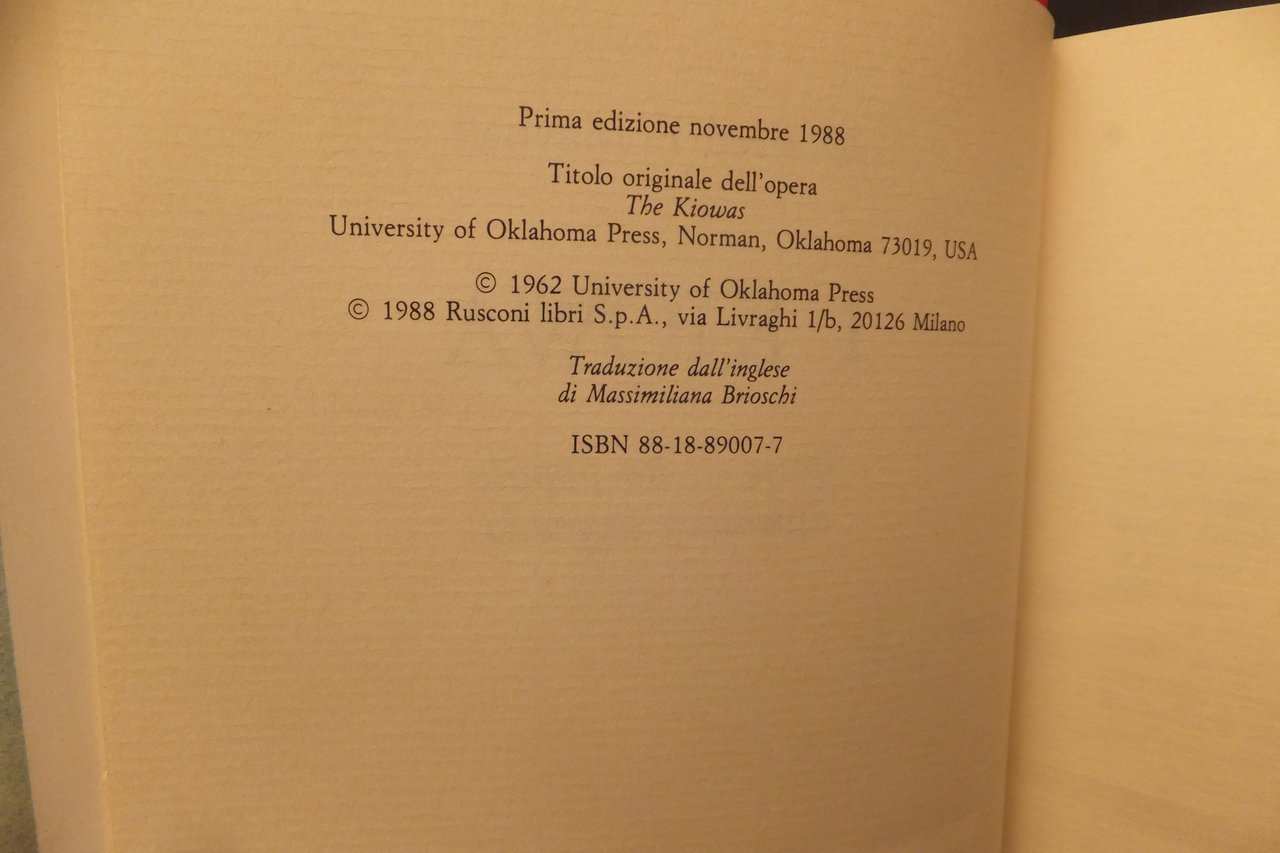 Prima edizione novembre 1988
Titolo originale dell'opera
The Kiowas
University of Oklahoma Press, Norman, Oklahoma 73019, USA
© 1962 University of Oklahoma Press
© 1988 Rusconi libri S.p.A., via Livraghi 1/b, 20126 Milano
Traduzione dall'inglese
di Massimiliana Brioschi
ISBN 88-18-89007-7